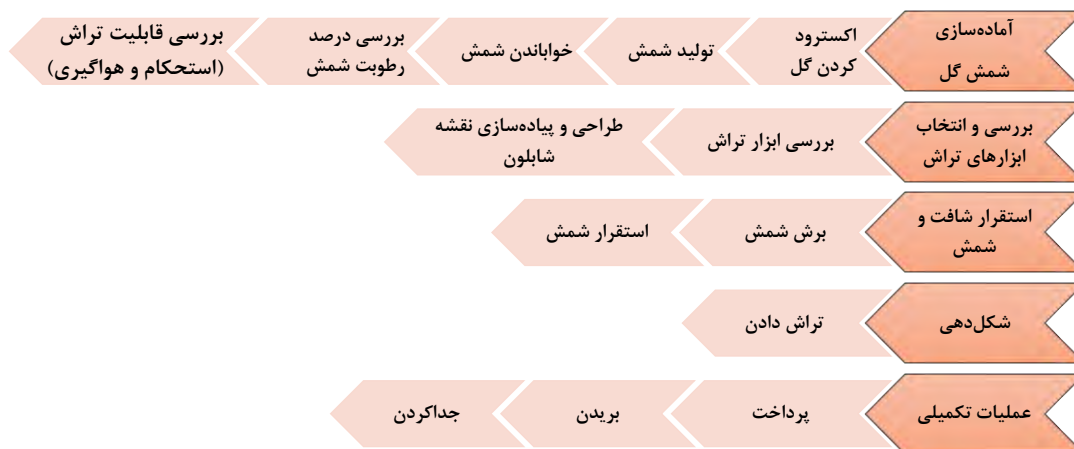 آماده‌سازی
شمش گل
اکسترود
کردن گل
تولید شمش
خواباندن شمش
بررسی درصد
رطوبت شمش
بررسی قابلیت تراش
(استحکام و هواگیری)
بررسی و انتخاب
ابزارهای تراش
بررسی ابزار تراش
طراحی و پیاده‌سازی نقشه
شابلون
استقرار شافت و
شمش
برش شمش
استقرار شمش
شکل‌دهی
تراش دادن
عملیات تکمیلی
پرداخت
بریدن
جداکردن